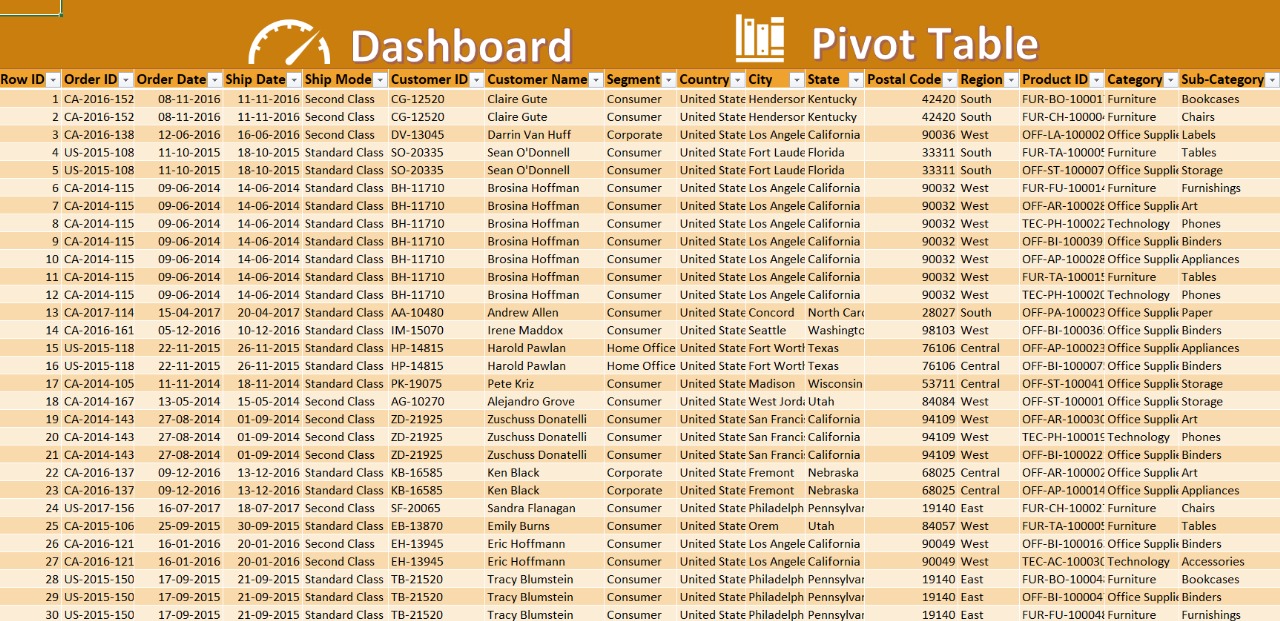 Dashboard Pivot Table
Row ID Order ID Order Date Ship Date Ship Mode Customer ID Customer Name Segment Country City State Postal Code Region Product ID Category Sub-Category
1 CA-2016-152 08-11-2016 11-11-2016 Second Class CG-12520 Claire Gute Consumer United State Henderson Kentucky 42420 South FUR-BO-10001 Furniture Bookcases
2 CA-2016-152 08-11-2016 11-11-2016 Second Class CG-12520 Claire Gute Consumer United State Henderson Kentucky 42420 South FUR-CH-1000 Furniture Chairs
3 CA-2016-138 12-06-2016 16-06-2016 Second Class DV-13045 Darrin Van Huff Corporate United State Los Angele California 90036 West OFF-LA-100002 Office Supplie Labels
4 US-2015-108 11-10-2015 18-10-2015 Standard Class SO-20335 Sean O'Donnell Consumer United State Fort Laude Florida 33311 South FUR-TA-100005 Furniture Tables
5 US-2015-108 11-10-2015 18-10-2015 Standard Class SO-20335 Sean O'Donnell Consumer United State Fort Laude Florida 33311 South OFF-ST-100007 Office Supplie Storage
6 CA-2014-115 09-06-2014 14-06-2014 Standard Class BH-11710 Brosina Hoffman Consumer United State Los Angele California 90032 West FUR-FU-10001 Furniture Furnishings
7 CA-2014-115 09-06-2014 14-06-2014 Standard Class BH-11710 Brosina Hoffman Consumer United State Los Angele California 90032 West OFF-AR-100028 Office Supplie Art
8 CA-2014-115 09-06-2014 14-06-2014 Standard Class BH-11710 Brosina Hoffman Consumer United State Los Angele California 90032 West TEC-PH-100022 Technology Phones
9 CA-2014-115 09-06-2014 14-06-2014 Standard Class BH-11710 Brosina Hoffman Consumer United State Los Angele California 90032 West OFF-BI-100039 Office Supplie Binders
10 CA-2014-115 09-06-2014 14-06-2014 Standard Class BH-11710 Brosina Hoffman Consumer United State Los Angele California 90032 West OFF-AP-100028 Office Supplie Appliances
11 CA-2014-115 09-06-2014 14-06-2014 Standard Class BH-11710 Brosina Hoffman Consumer United State Los Angele California 90032 West FUR-TA-100015 Furniture Tables
12 CA-2014-115 09-06-2014 14-06-2014 Standard Class BH-11710 Brosina Hoffman Consumer United State Los Angele California 90032 West TEC-PH-100020 Technology Phones
13 CA-2017-114 15-04-2017 20-04-2017 Standard Class AA-10480 Andrew Allen Consumer United State Concord North Car 28027 South OFF-PA-100023 Office Supplie Paper
14 CA-2016-161 05-12-2016 10-12-2016 Standard Class IM-15070 Irene Maddox Consumer United State Seattle Washingto 98103 West OFF-BI-100036 Office Supplie Binders
15 US-2015-118 22-11-2015 26-11-2015 Standard Class HP-14815 Harold Pawlan Home Office United State Fort Worth Texas 76106 Central OFF-AP-100023 Office Supplie Appliances
16 US-2015-118 22-11-2015 26-11-2015 Standard Class HP-14815 Harold Pawlan Home Office United State Fort Worth Texas 76106 Central OFF-BI-100007 Office Supplie Binders
17 CA-2014-105 11-11-2014 18-11-2014 Standard Class PK-19075 Pete Kriz Consumer United State Madison Wisconsin 53711 Central OFF-ST-100041 Office Supplie Storage
18 CA-2014-167 13-05-2014 15-05-2014 Second Class AG-10270 Alejandro Grove Consumer United State West Jorda Utah 84084 West OFF-ST-100001 Office Supplie Storage
19 CA-2014-143 27-08-2014 01-09-2014 Second Class ZD-21925 Zuschuss Donatelli Consumer United State San Franci California 94109 West OFF-AR-100030 Office Supplie Art
20 CA-2014-143 27-08-2014 01-09-2014 Second Class ZD-21925 Zuschuss Donatelli Consumer United State San Franci California 94109 West TEC-PH-100019 Technology Phones
21 CA-2014-143 27-08-2014 01-09-2014 Second Class ZD-21925 Zuschuss Donatelli Consumer United State San Franci California 94109 West OFF-BI-100022 Office Supplie Binders
22 CA-2016-137 09-12-2016 13-12-2016 Standard Class KB-16585 Ken Black Corporate United State Fremont Nebraska 68025 Central OFF-AR-100002 Office Supplie Art
23 CA-2016-137 09-12-2016 13-12-2016 Standard Class KB-16585 Ken Black Corporate United State Fremont Nebraska 68025 Central OFF-AP-100014 Office Supplie Appliances
24 US-2017-156 16-07-2017 18-07-2017 Second Class SF-20065 Sandra Flanagan Consumer United State Philadelph Pennsylvan 19140 East FUR-CH-10002 Furniture Chairs
25 CA-2015-106 25-09-2015 30-09-2015 Standard Class EB-13870 Emily Burns Consumer United State Orem Utah 84057 West FUR-TA-100005 Furniture Tables
26 CA-2016-121 16-01-2016 20-01-2016 Second Class EH-13945 Eric Hoffmann Consumer United State Los Angele California 90049 West OFF-BI-100016 Office Supplie Binders
27 CA-2016-121 16-01-2016 20-01-2016 Second Class EH-13945 Eric Hoffmann Consumer United State Los Angele California 90049 West TEC-AC-100030 Technology Accessories
28 US-2015-150 17-09-2015 21-09-2015 Standard Class TB-21520 Tracy Blumstein Consumer United State Philadelph Pennsylvan 19140 East FUR-BO-10004 Furniture Bookcases
29 US-2015-150 17-09-2015 21-09-2015 Standard Class TB-21520 Tracy Blumstein Consumer United State Philadelph Pennsylvan 19140 East OFF-BI-100004 Office Supplie Binders
30 US-2015-150 17-09-2015 21-09-2015 Standard Class TB-21520 Tracy Blumstein Consumer United State Philadelph Pennsylvan 19140 East FUR-FU-10004 Furniture Furnishings